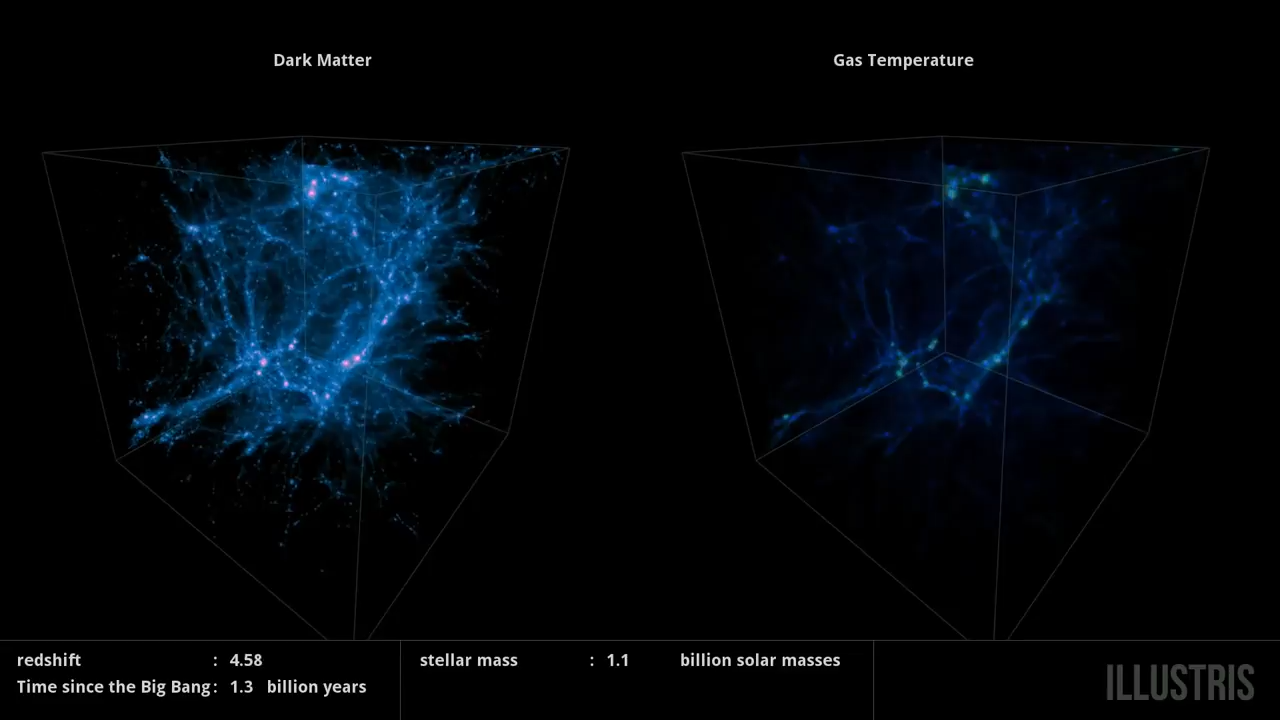 Dark Matter
Gas Temperature
redshift : 4.58
Time since the Big Bang : 1.3 billion years
stellar mass : 1.1 billion solar masses
ILLUSTRIS